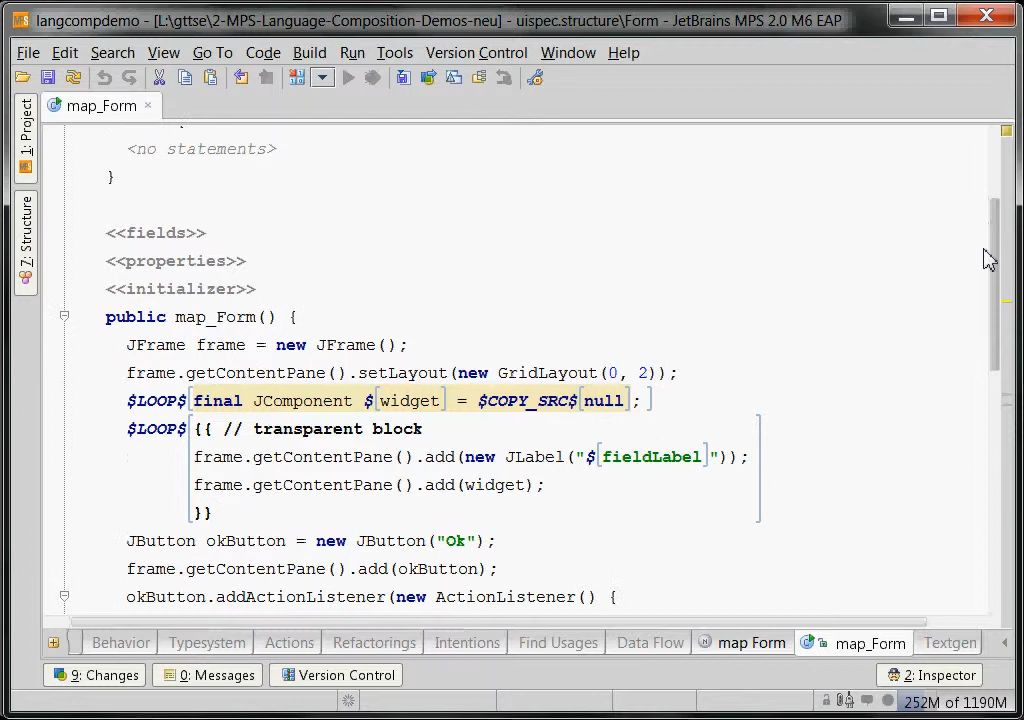 langcompdemo - [L:\gttse\2-MPS-Language-Composition-Demos-neu] - uispec.structure\Form - JetBrains MPS 2.0 M6 EAP
File Edit Search View Go To Code Build Run Tools Version Control Window Help
map_Form
1: Project
Z: Structure
<no statements>
}
<<fields>>
<<properties>>
<<initializer>>
public map_Form() {
JFrame frame = new JFrame();
frame.getContentPane().setLayout(new GridLayout(0, 2));
$LOOP$[final JComponent $[widget] = $COPY_SRC$[null]; ]
$LOOP$[{{ // transparent block
frame.getContentPane().add(new JLabel("$[fieldLabel]"));
frame.getContentPane().add(widget);
}}
JButton okButton = new JButton("Ok");
frame.getContentPane().add(okButton);
okButton.addActionListener(new ActionListener() {
Behavior Typesystem Actions Refactorings Intentions Find Usages Data Flow N map Form map_Form Textgen
9: Changes 0: Messages Version Control 2: Inspector
252M of 1190M